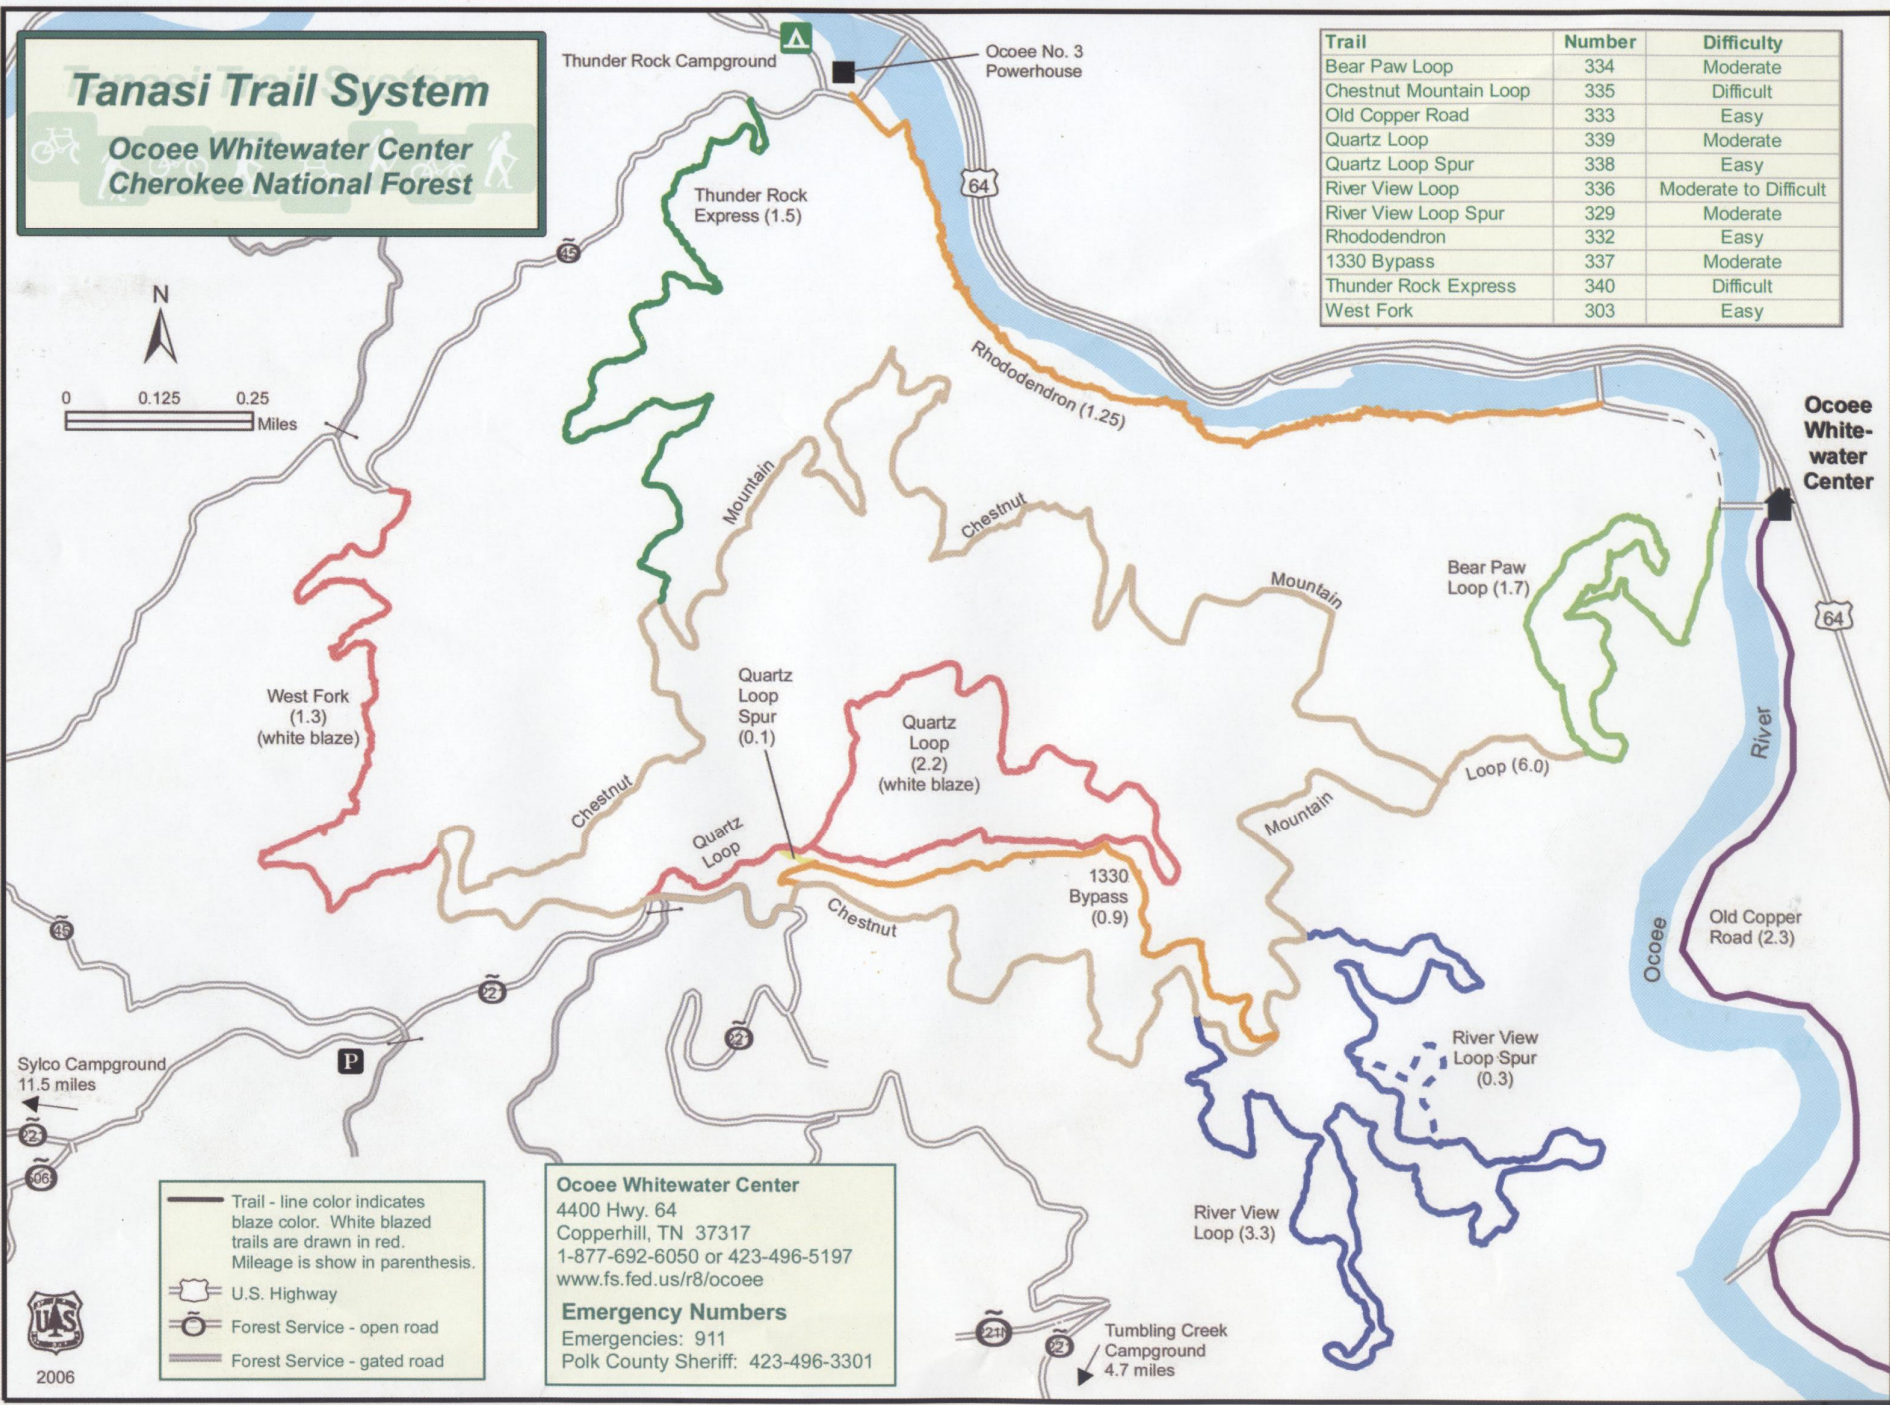 Tanasi Trail System
Ocoee Whitewater Center
Cherokee National Forest
Thunder Rock Campground
Ocoee No. 3
Powerhouse
Trail Number Difficulty
Bear Paw Loop 334 Moderate
Chestnut Mountain Loop 335 Difficult
Old Copper Road 333 Easy
Quartz Loop 339 Moderate
Quartz Loop Spur 338 Easy
River View Loop 336 Moderate to Difficult
River View Loop Spur 329 Moderate
Rhododendron 332 Easy
1330 Bypass 337 Moderate
Thunder Rock Express 340 Difficult
West Fork 303 Easy
64
Thunder Rock
Express (1.5)
45
N
0 0.125 0.25
Miles
Rhododendron (1.25)
Ocoee
White-
water
Center
Mountain
Chestnut
Mountain
Bear Paw
Loop (1.7)
64
West Fork
(1.3)
(white blaze)
Quartz
Loop
Spur
(0.1)
Quartz
Loop
(2.2)
(white blaze)
River
Loop (6.0)
Mountain
Chestnut
Quartz
Loop
1330
Bypass
(0.9)
Chestnut
Old Copper
Road (2.3)
Ocoee
45
221
221
P
Sylco Campground
11.5 miles
221
River View
Loop Spur
(0.3)
River View
Loop (3.3)
Trail - line color indicates
blaze color. White blazed
trails are drawn in red.
Mileage is show in parenthesis.
U.S. Highway
Forest Service - open road
Forest Service - gated road
Ocoee Whitewater Center
4400 Hwy. 64
Copperhill, TN 37317
1-877-692-6050 or 423-496-5197
www.fs.fed.us/r8/ocoee
Emergency Numbers
Emergencies: 911
Polk County Sheriff: 423-496-3301
221
Tumbling Creek
Campground
4.7 miles
U S
2006